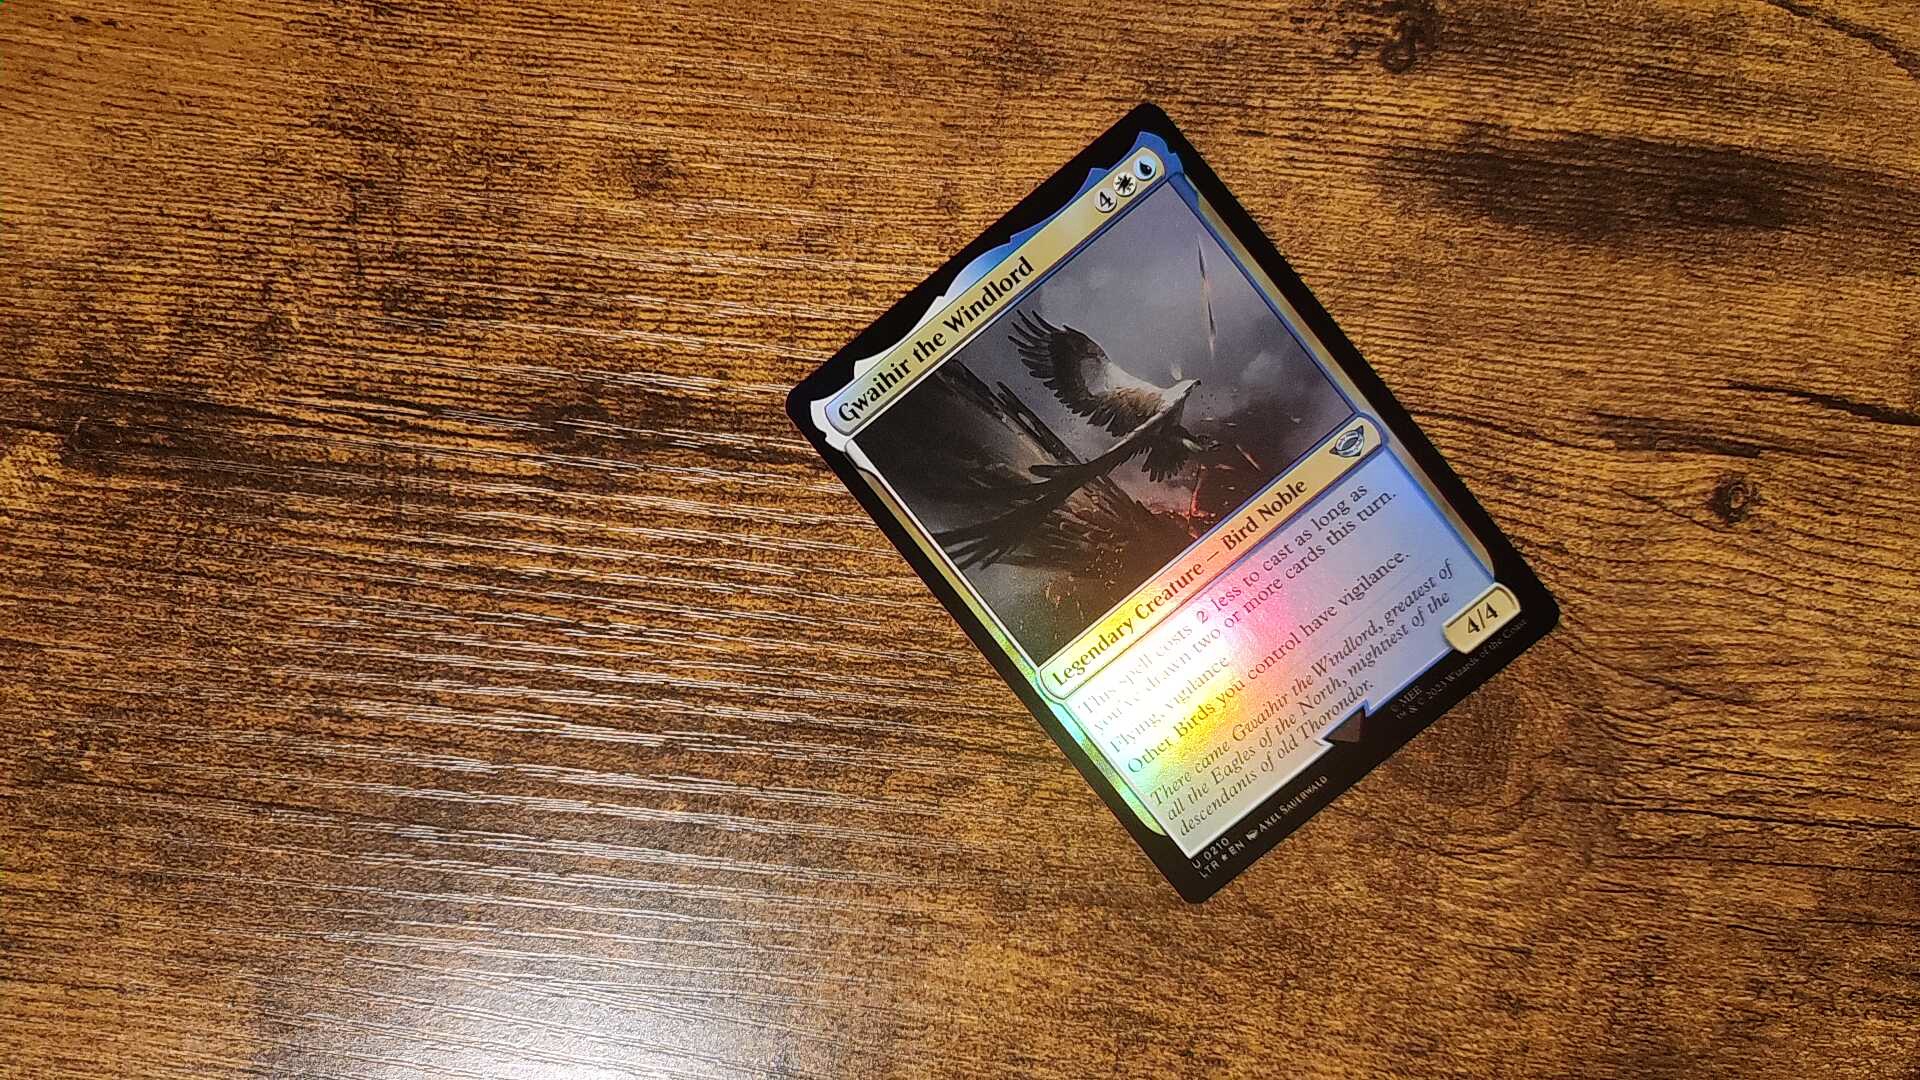 Gwaihir the Windlord 4
Legendary Creature — Bird Noble
This spell costs 2 less to cast as long as
you've drawn two or more cards this turn.
Flying, vigilance
Other Birds you control have vigilance.
There came Gwaihir the Windlord, greatest of
all the Eagles of the North, mightiest of the
descendants of old Thorondor.
4/4
U 0210
LTR ★ EN AXEL SAUERWALD
© MEE
™ & © 2023 Wizards of the Coast